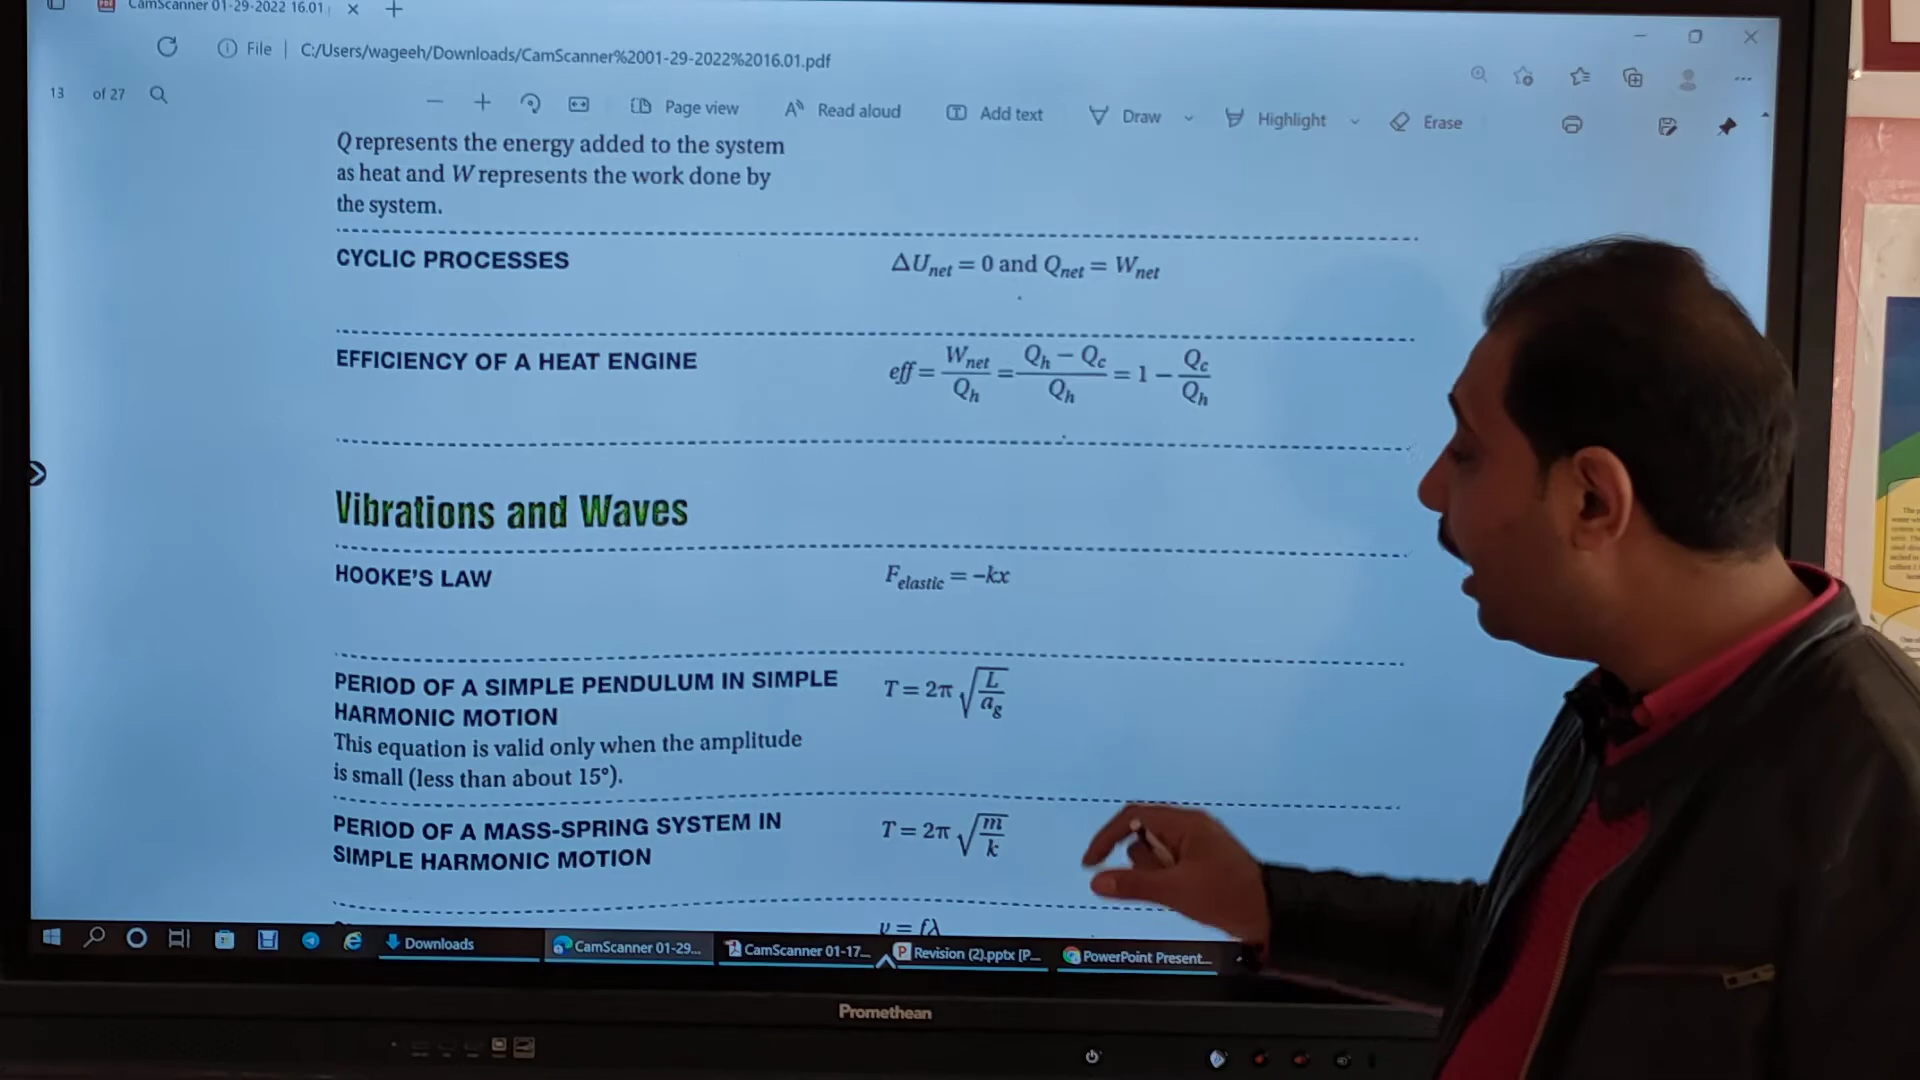 CamScanner 01-29-2022 16.01
File
C:/Users/wageeh/Downloads/CamScanner%2001-29-2022%2016.01.pdf
13 of 27
Page view
Read aloud
Add text
Draw
Highlight
Erase
Q represents the energy added to the system
as heat and W represents the work done by
the system.
CYCLIC PROCESSES
ΔU_net = 0 and Q_net = W_net
EFFICIENCY OF A HEAT ENGINE
eff = W_net/Q_h = (Q_h − Q_c)/Q_h = 1 − Q_c/Q_h
Vibrations and Waves
HOOKE'S LAW
F_elastic = −kx
PERIOD OF A SIMPLE PENDULUM IN SIMPLE
HARMONIC MOTION
T = 2π √(L/a_g)
This equation is valid only when the amplitude
is small (less than about 15°).
PERIOD OF A MASS-SPRING SYSTEM IN
SIMPLE HARMONIC MOTION
T = 2π √(m/k)
v = fλ
Downloads
CamScanner 01-29...
CamScanner 01-17...
Revision (2).pptx [P...
PowerPoint Present...
Promethean